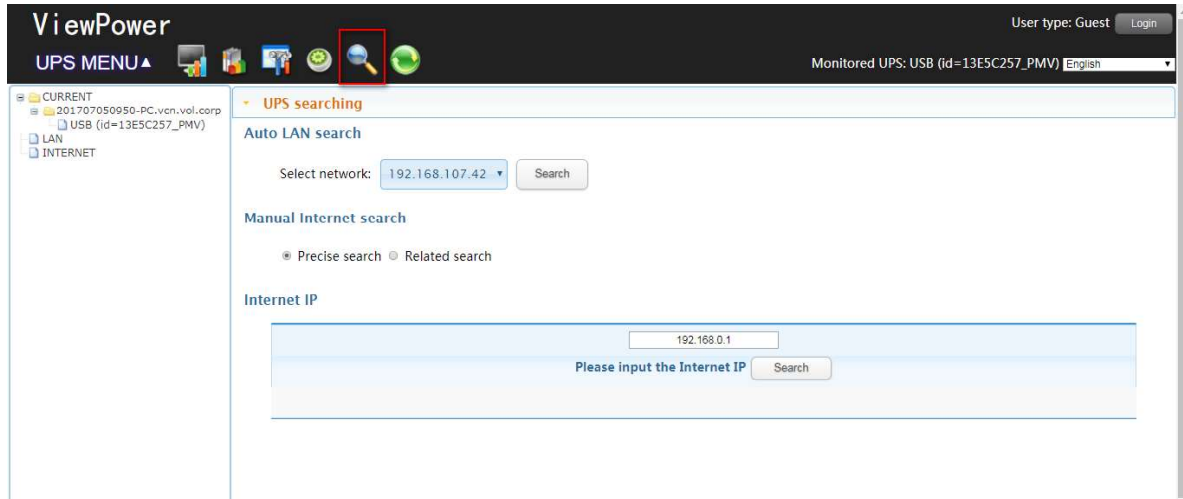 ViewPower
User type: Guest Login
UPS MENU▲
Monitored UPS: USB (id=13E5C257_PMV) English
CURRENT
201707050950-PC.vcn.vol.corp
USB (id=13E5C257_PMV)
LAN
INTERNET
UPS searching
Auto LAN search
Select network: 192.168.107.42 Search
Manual Internet search
Precise search Related search
Internet IP
192.168.0.1
Please input the Internet IP Search